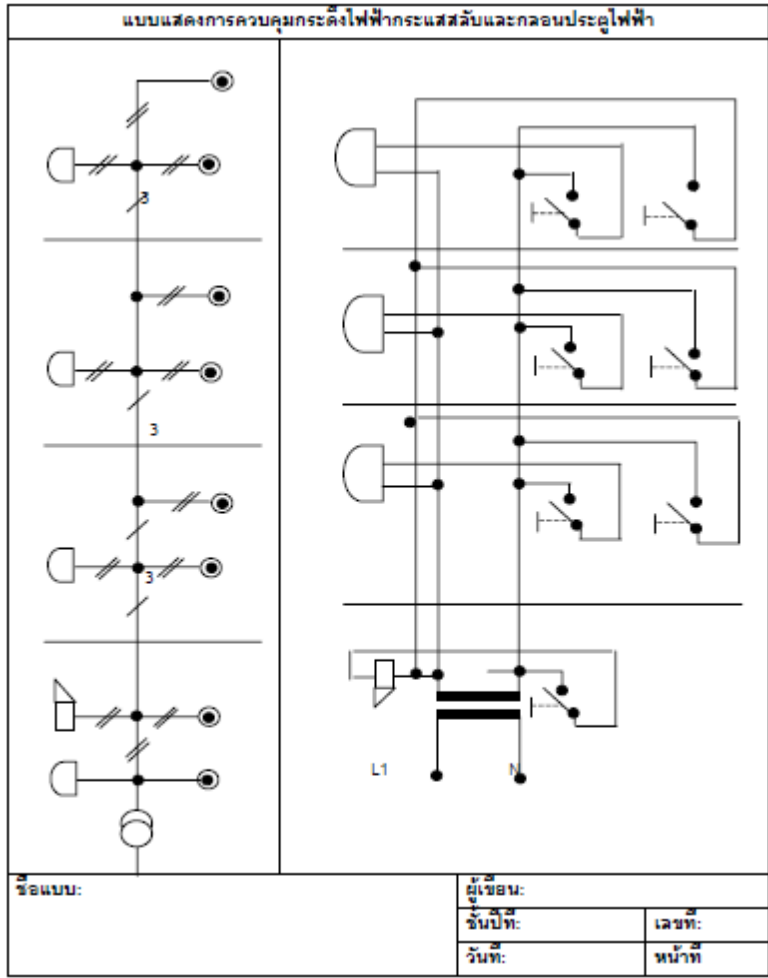 แบบแสดงการควบคุมกระดิ่งไฟฟ้ากระแสสลับและกลอนประตูไฟฟ้า
3
3
3
L1
N
ชื่อแบบ:
ผู้เขียน:
ชั้นปีที่:
เลขที่:
วันที่:
หน้าที่